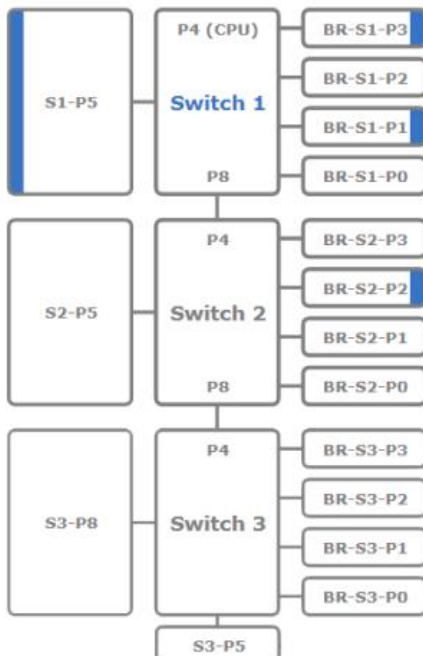 P4 (CPU)
BR-S1-P3
BR-S1-P2
S1-P5
Switch 1
BR-S1-P1
P8
BR-S1-P0
P4
BR-S2-P3
BR-S2-P2
S2-P5
Switch 2
BR-S2-P1
P8
BR-S2-P0
P4
BR-S3-P3
BR-S3-P2
S3-P8
Switch 3
BR-S3-P1
BR-S3-P0
S3-P5